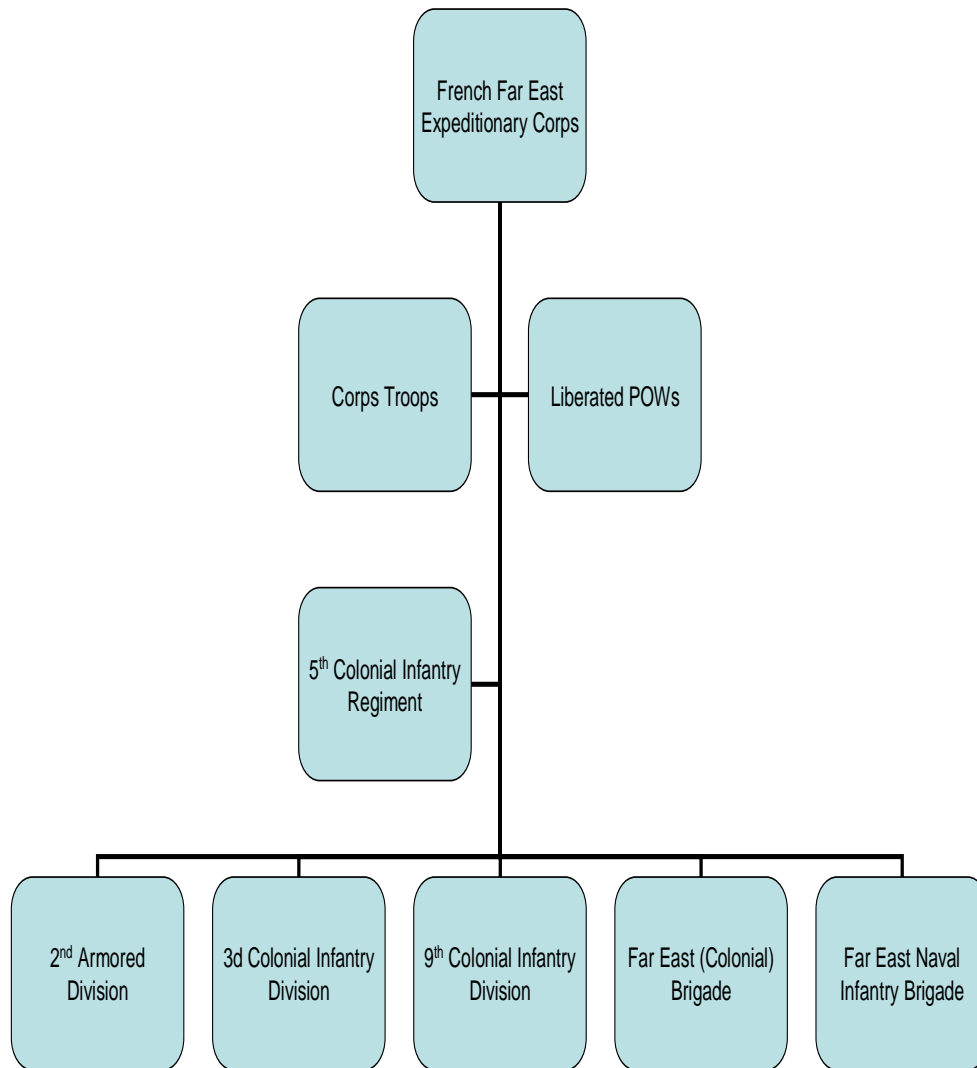 French Far East
Expeditionary Corps
Corps Troops
Liberated POWs
5th Colonial Infantry
Regiment
2nd Armored
Division
3d Colonial Infantry
Division
9th Colonial Infantry
Division
Far East (Colonial)
Brigade
Far East Naval
Infantry Brigade